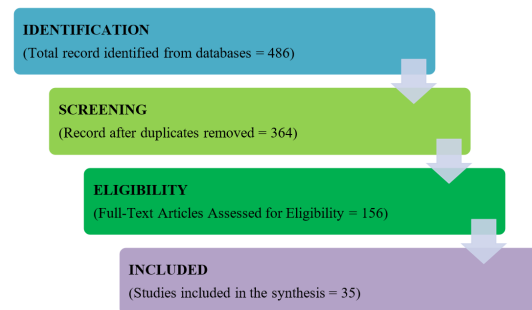 IDENTIFICATION
(Total record identified from databases = 486)
SCREENING
(Record after duplicates removed = 364)
ELIGIBILITY
(Full-Text Articles Assessed for Eligibility = 156)
INCLUDED
(Studies included in the synthesis = 35)